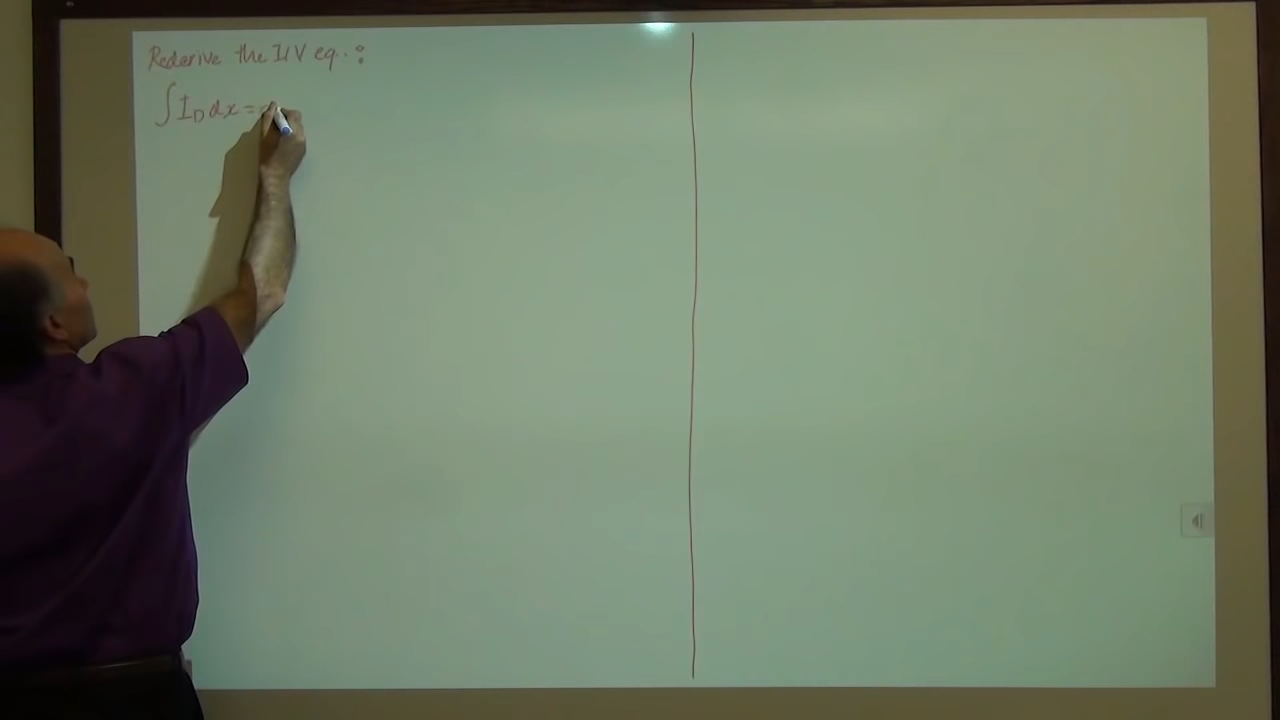 Rederive the I/V eq. :
∫ I_D dx =